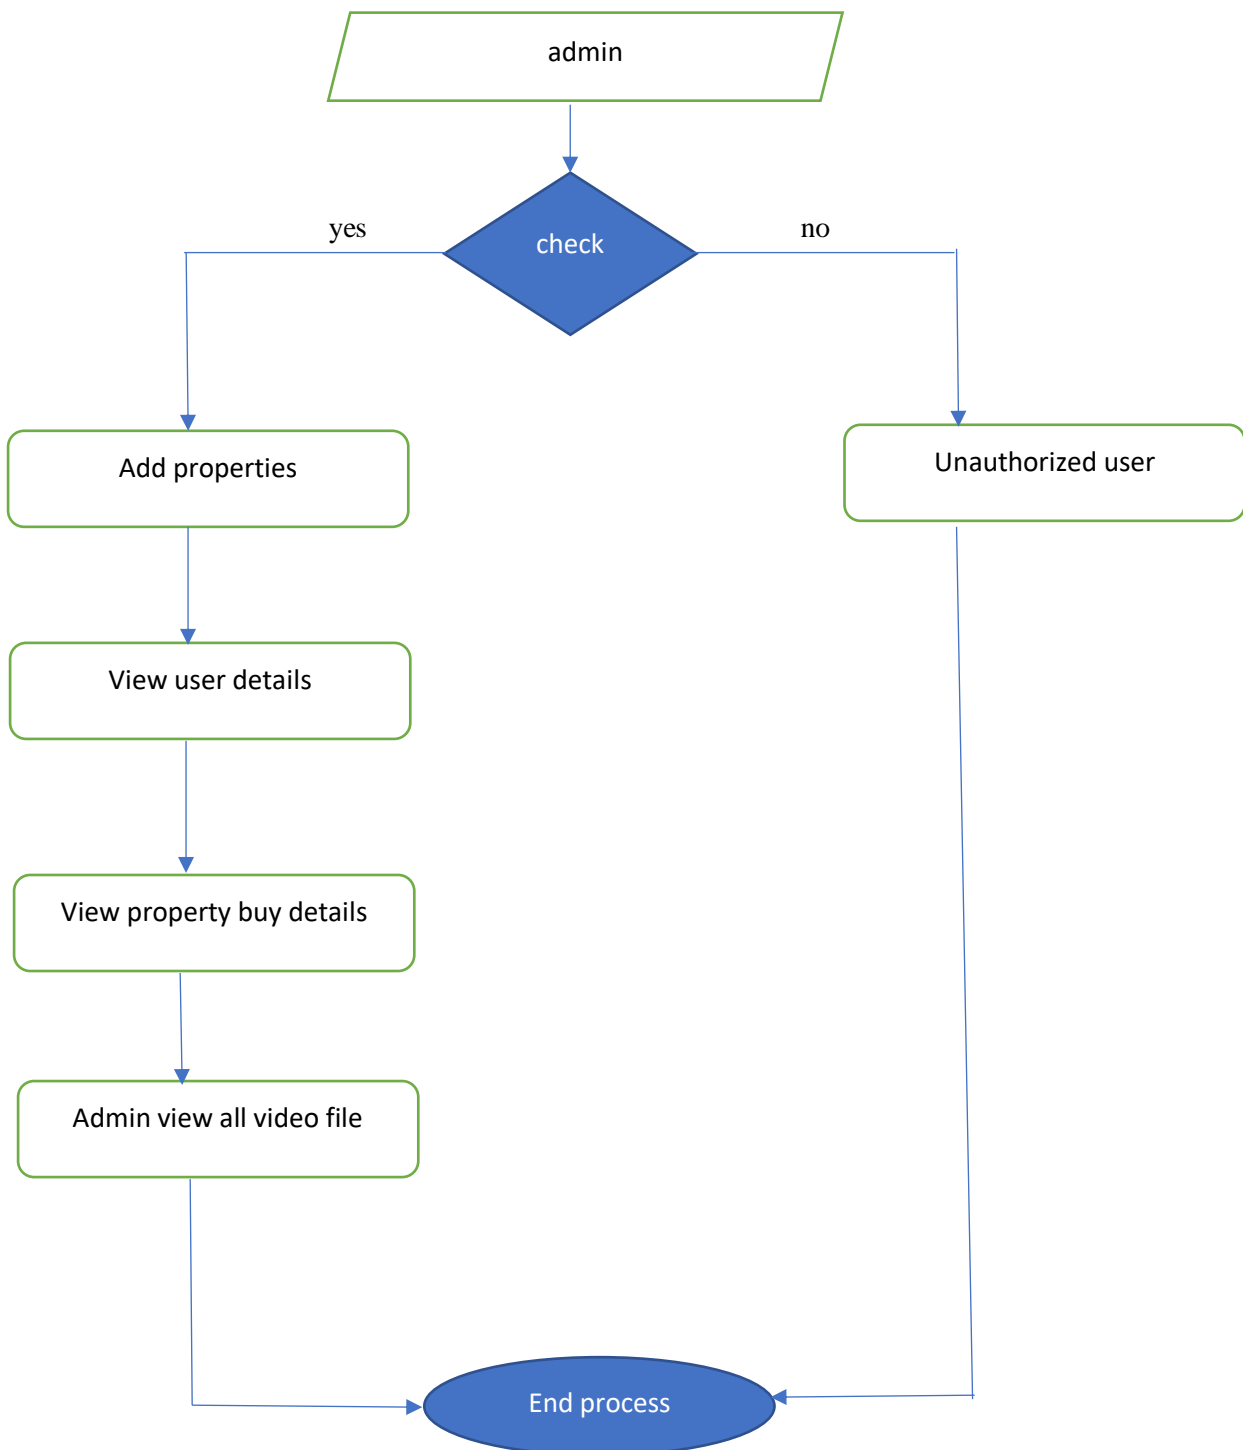 admin
check
yes
no
Add properties
Unauthorized user
View user details
View property buy details
Admin view all video file
End process